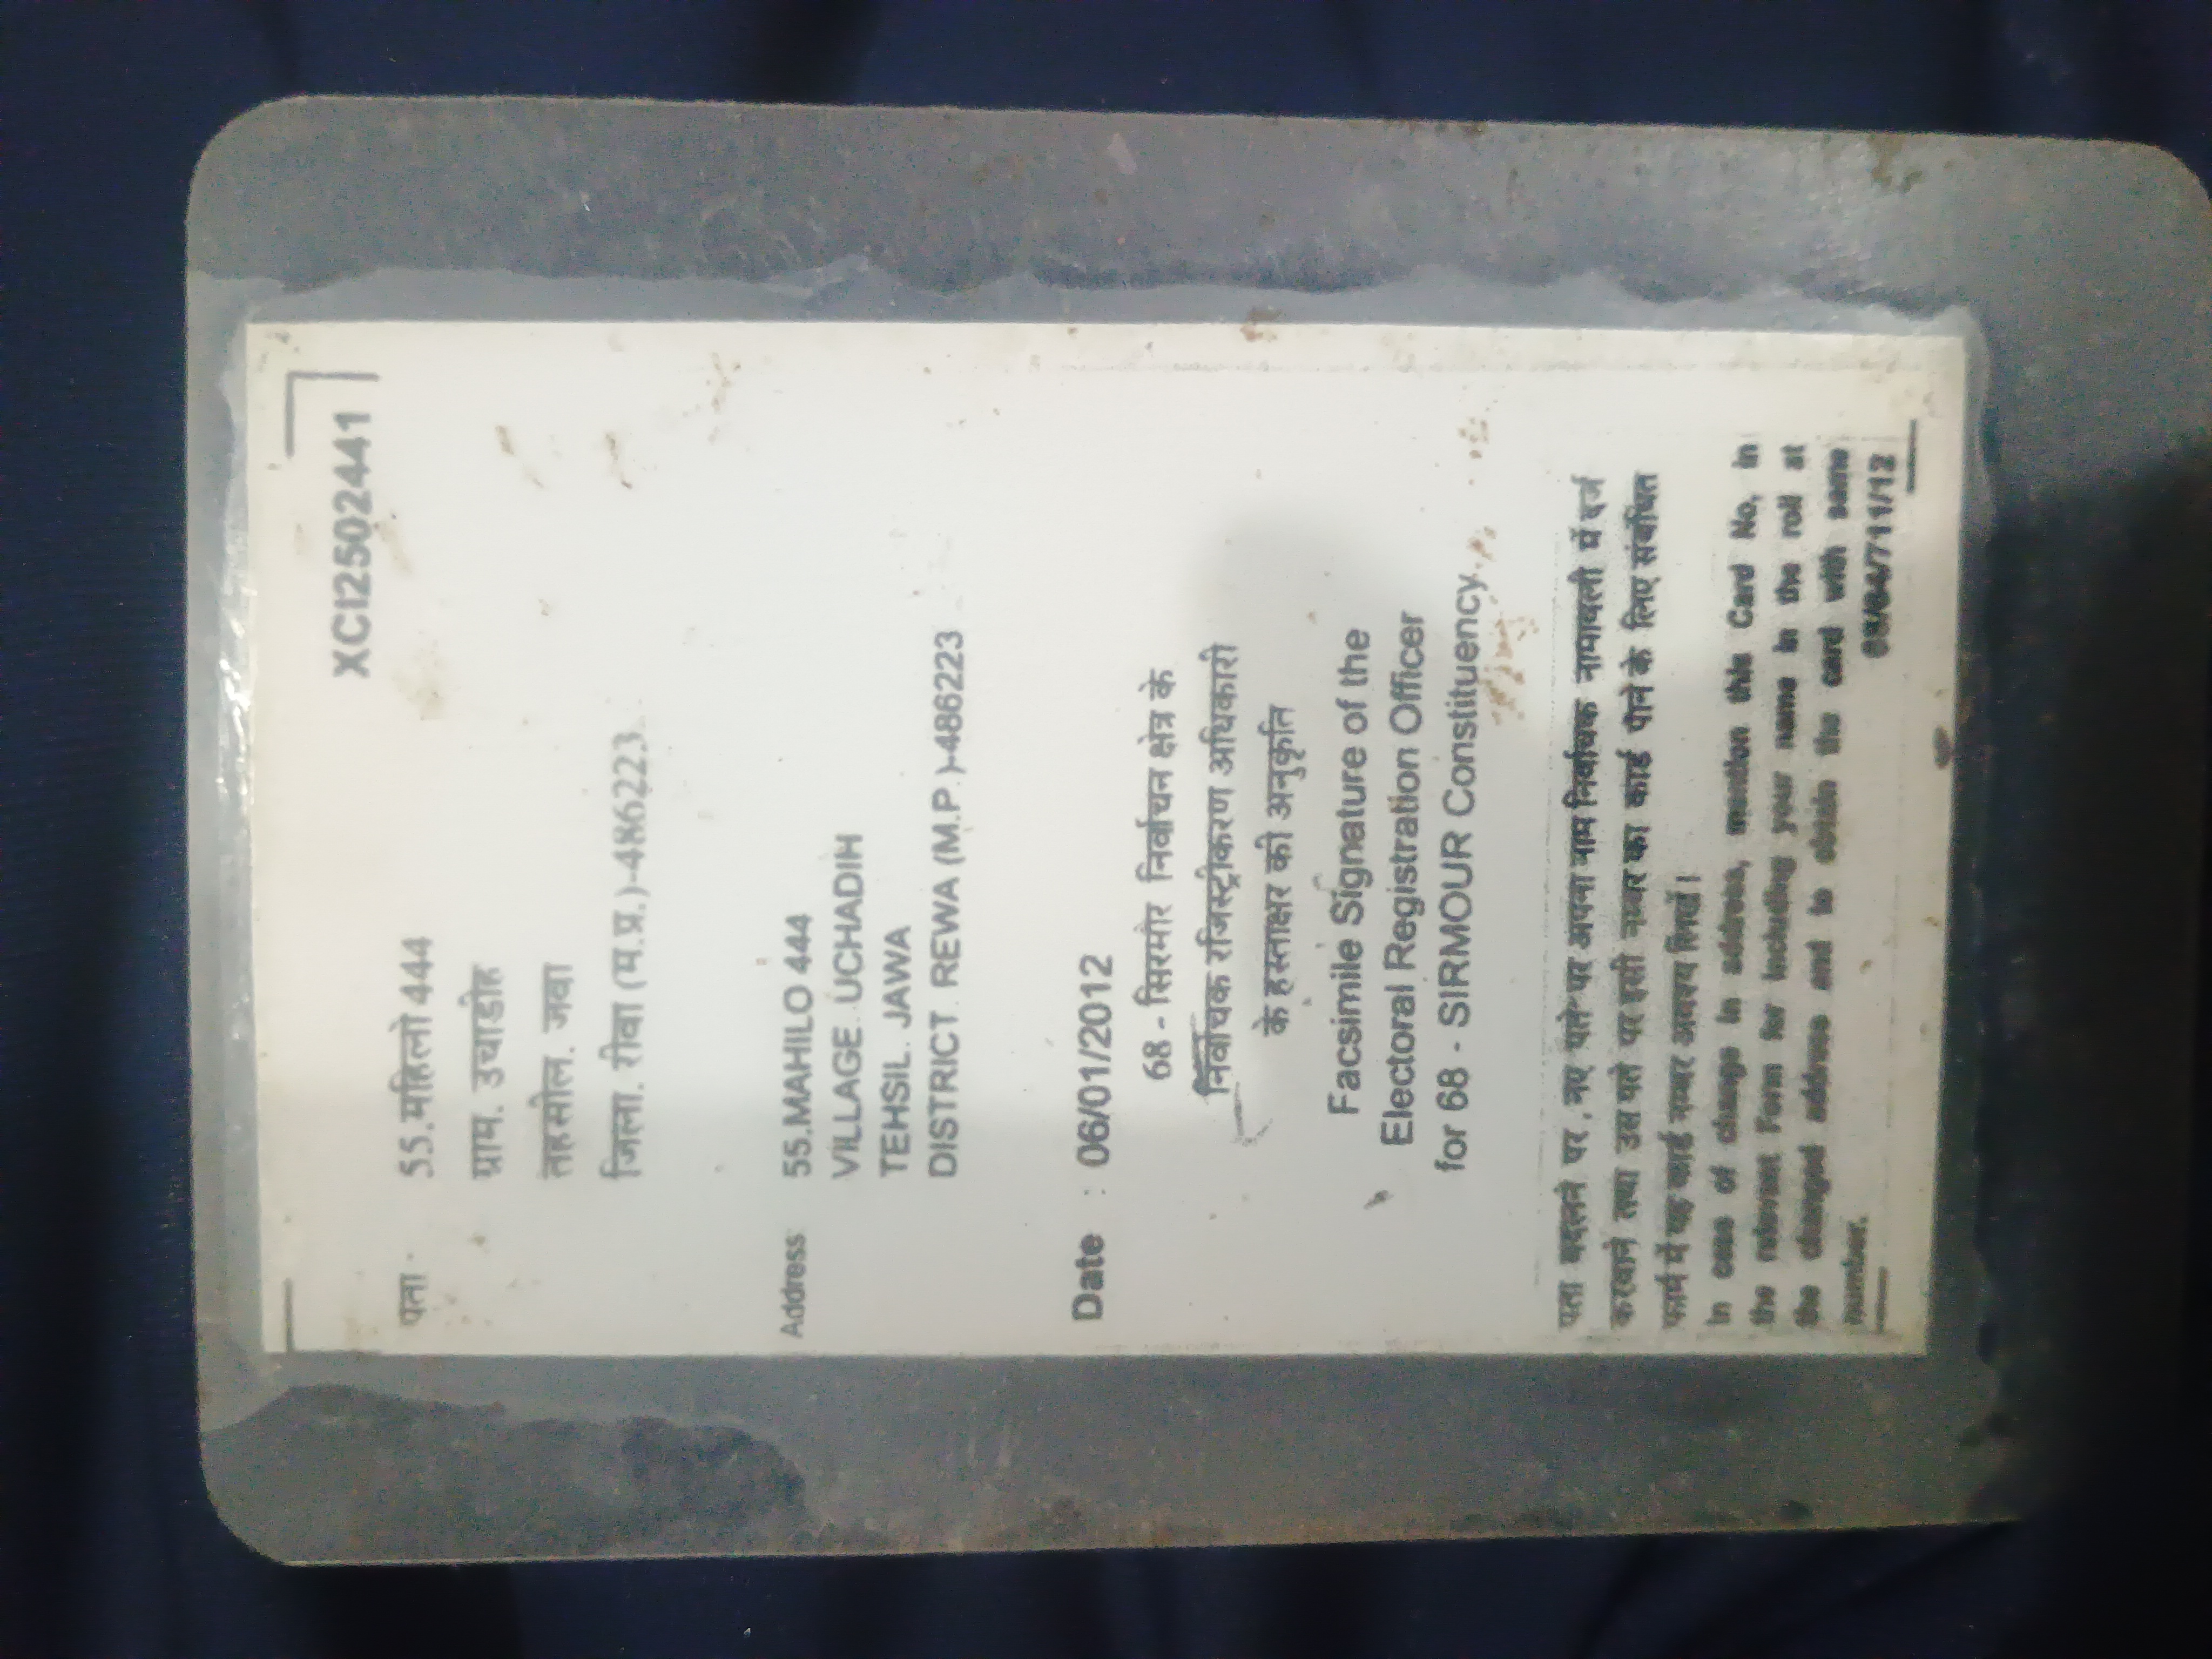 XCI2502441
पता : 55.महिलो 444
ग्राम. उचाडीह
तहसील. जवा
जिला. रीवा (म.प्र.)-486223
Address 55.MAHILO 444
VILLAGE. UCHADIH
TEHSIL. JAWA
DISTRICT. REWA (M.P.)-486223
Date : 06/01/2012
68 - सिरमौर निर्वाचन क्षेत्र के
निर्वाचक रजिस्ट्रीकरण अधिकारी
के हस्ताक्षर की अनुकृति
Facsimile Signature of the
Electoral Registration Officer
for 68 - SIRMOUR Constituency
पता बदलने पर, नए पते पर अपना नाम निर्वाचक नामावली में दर्ज
करवाने तथा उस पते पर इसी नम्बर का कार्ड पाने के लिए संबंधित
फार्म में यह कार्ड नम्बर अवश्य लिखें।
In case of change in address, mention this Card No. in
the relevant Form for including your name in the roll at
the changed address and to obtain the card with same
number.
711/12